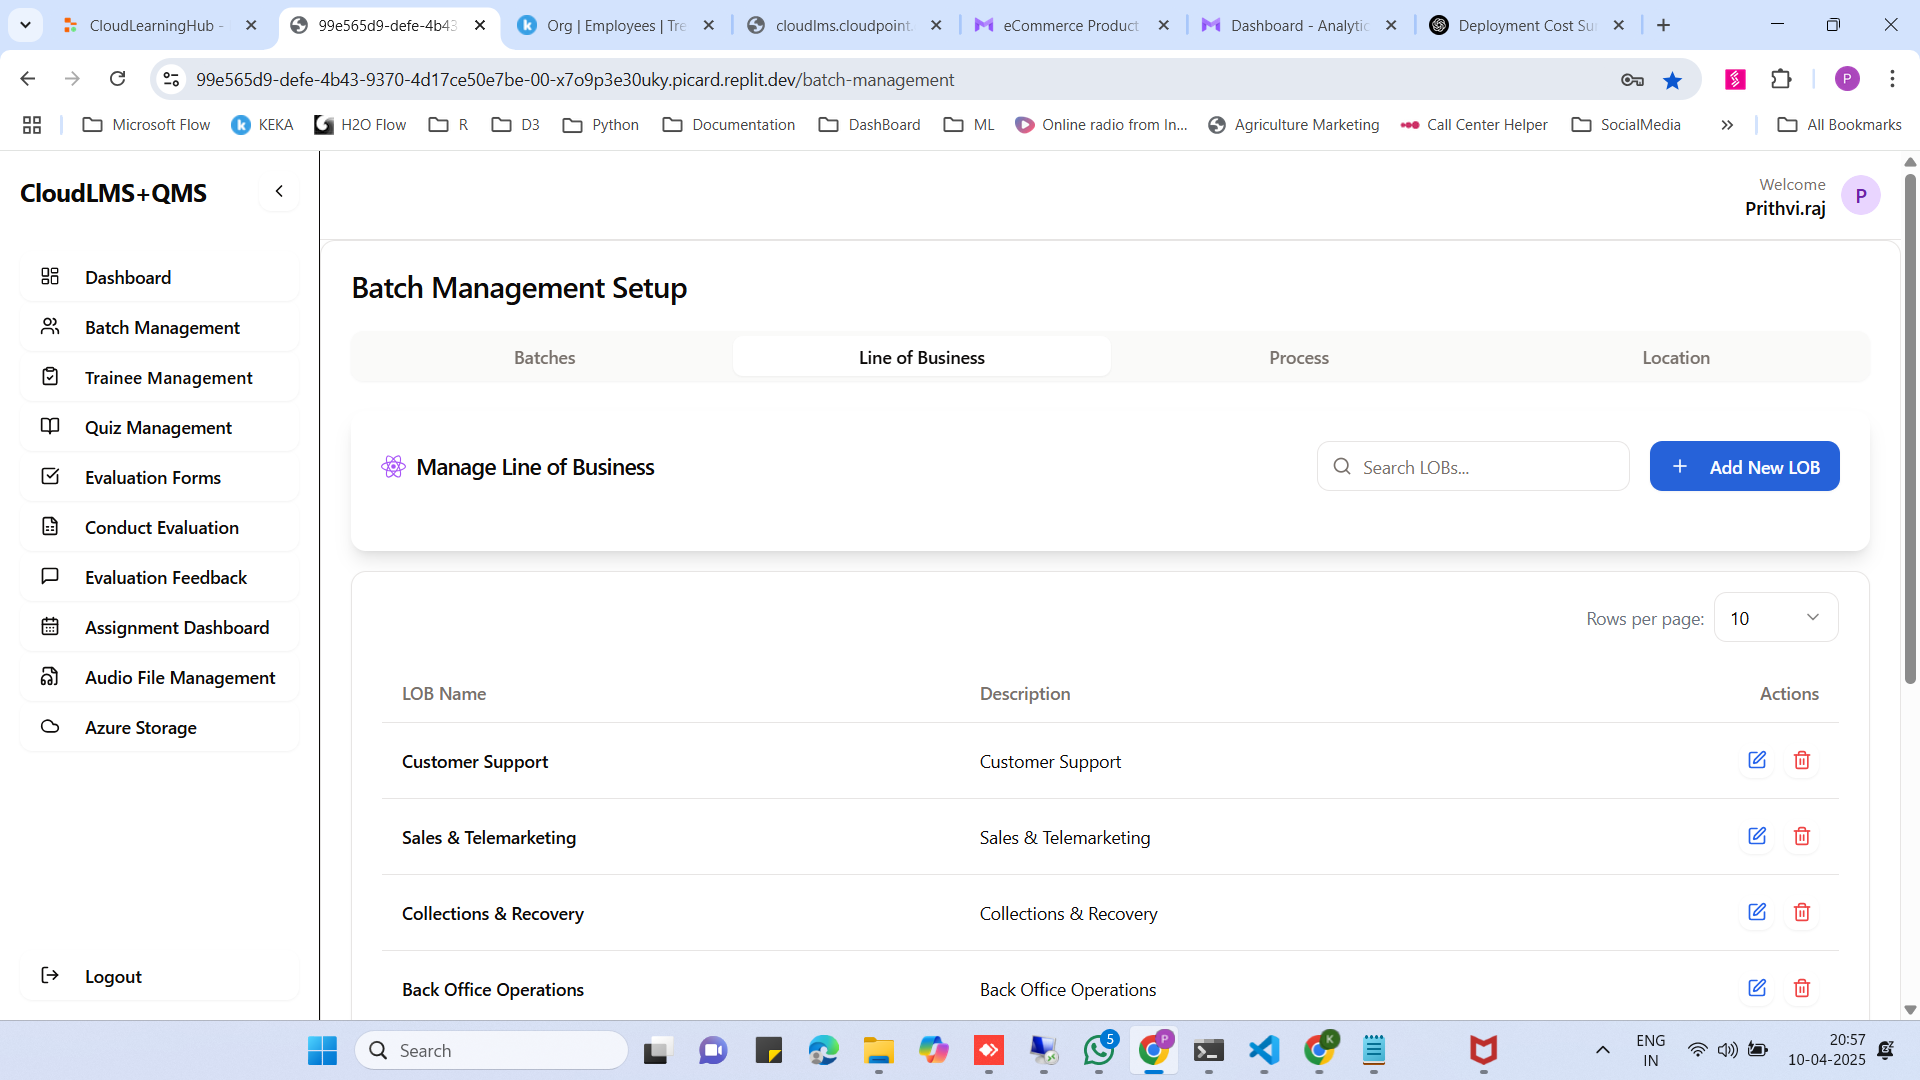 CloudLearningHub -
99e565d9-defe-4b43
Org | Employees | Tre
cloudlms.cloudpoint.
eCommerce Product
Dashboard - Analytic
Deployment Cost Su
99e565d9-defe-4b43-9370-4d17ce50e7be-00-x7o9p3e30uky.picard.replit.dev/batch-management
P
Microsoft Flow
KEKA
H2O Flow
R
D3
Python
Documentation
DashBoard
ML
Online radio from In...
Agriculture Marketing
Call Center Helper
SocialMedia
All Bookmarks
CloudLMS+QMS
Welcome
Prithvi.raj
P
Dashboard
Batch Management
Trainee Management
Quiz Management
Evaluation Forms
Conduct Evaluation
Evaluation Feedback
Assignment Dashboard
Audio File Management
Azure Storage
Logout
Batch Management Setup
Batches
Line of Business
Process
Location
Manage Line of Business
Search LOBs...
Add New LOB
Rows per page:
10
LOB Name
Description
Actions
Customer Support
Customer Support
Sales & Telemarketing
Sales & Telemarketing
Collections & Recovery
Collections & Recovery
Back Office Operations
Back Office Operations
Search
5
P
K
ENG
IN
20:57
10-04-2025